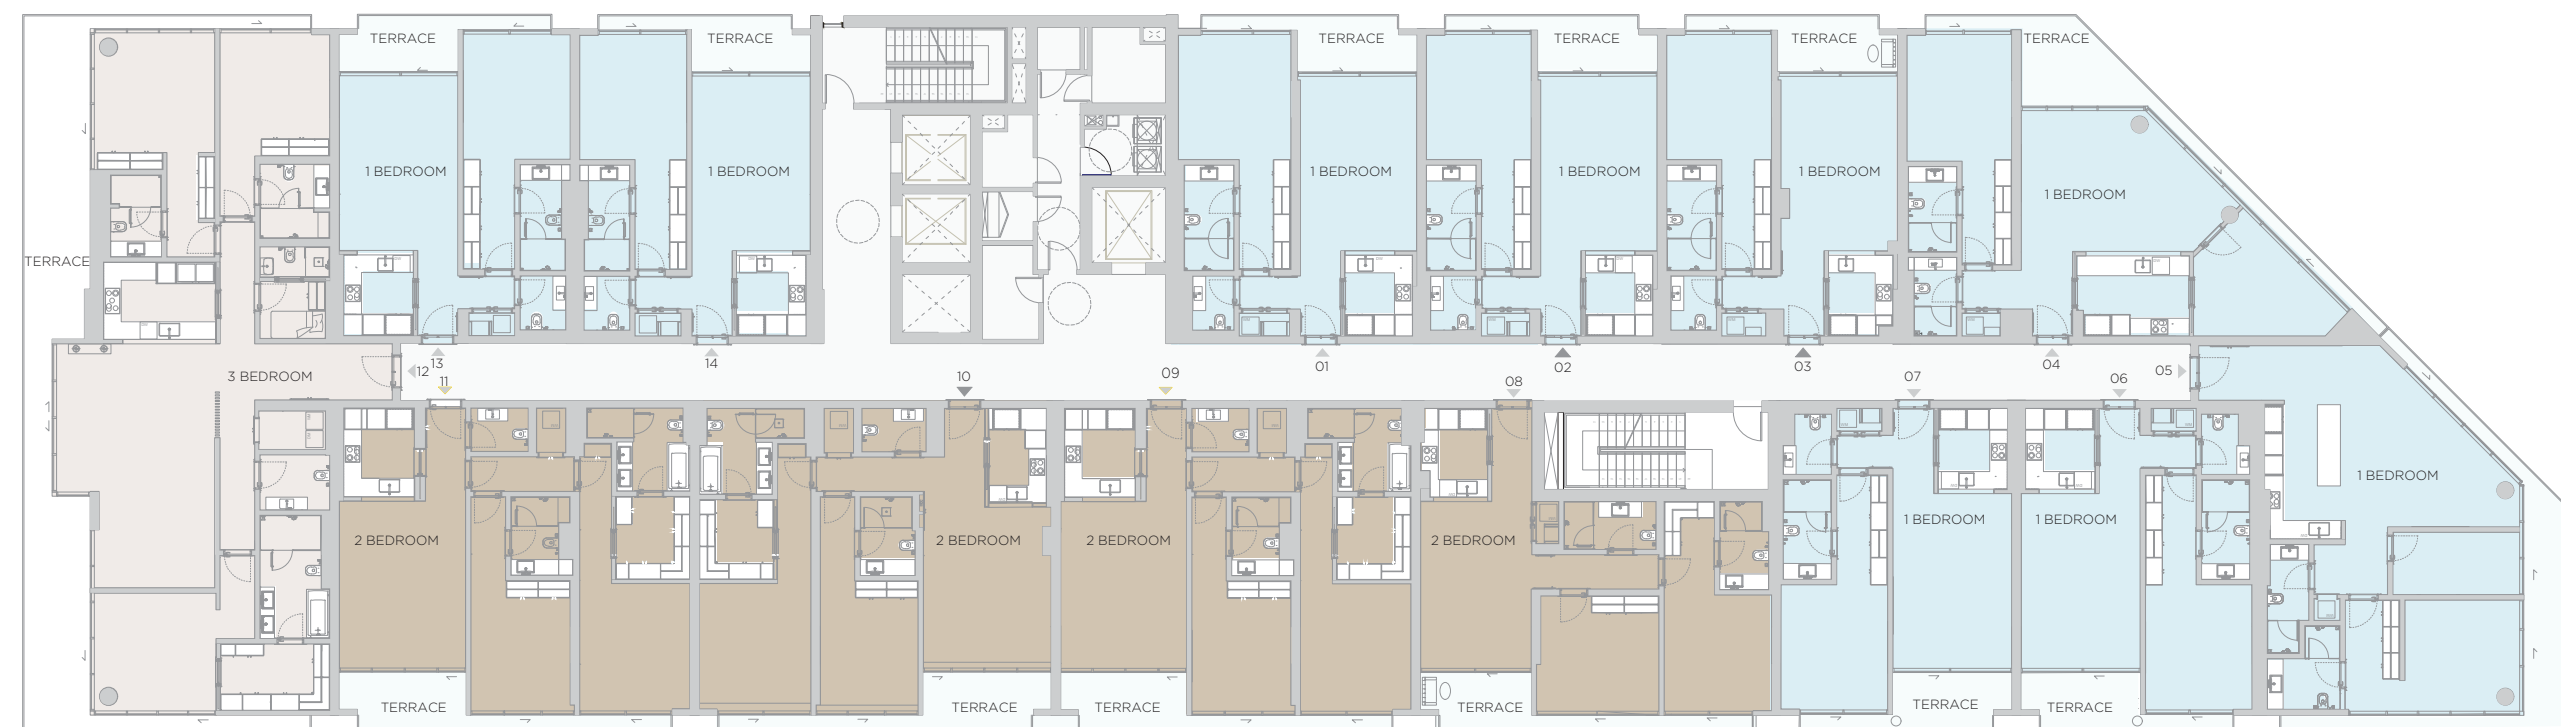 TERRACE
TERRACE
TERRACE
TERRACE
TERRACE
TERRACE
1 BEDROOM
1 BEDROOM
1 BEDROOM
1 BEDROOM
1 BEDROOM
1 BEDROOM
TERRACE
3 BEDROOM
12
13
11
14
10
09
01
08
02
03
07
04
06
05
1 BEDROOM
2 BEDROOM
2 BEDROOM
2 BEDROOM
2 BEDROOM
1 BEDROOM
1 BEDROOM
TERRACE
TERRACE
TERRACE
TERRACE
TERRACE
TERRACE